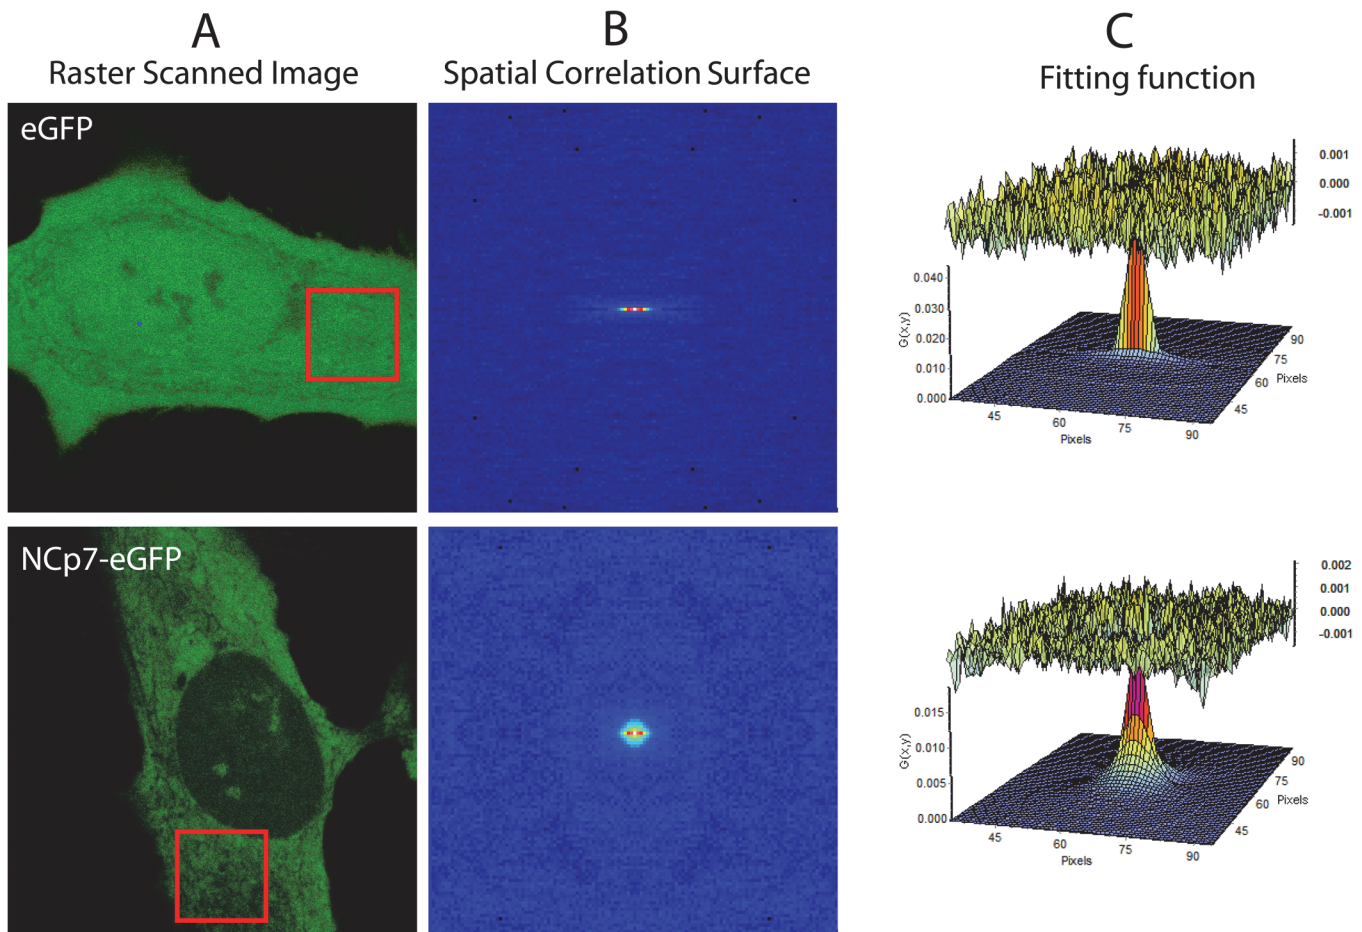 A
Raster Scanned Image
B
Spatial Correlation Surface
C
Fitting function
eGFP
0.001
0.000
-0.001
0.040
0.030
0.020
0.010
0.000
G(x,y)
45
60
75
90
Pixels
45
60
75
90
Pixels
NCp7-eGFP
0.002
0.001
0.000
-0.001
0.015
0.010
0.005
0.000
G(x,y)
45
60
75
90
Pixels
45
60
75
90
Pixels